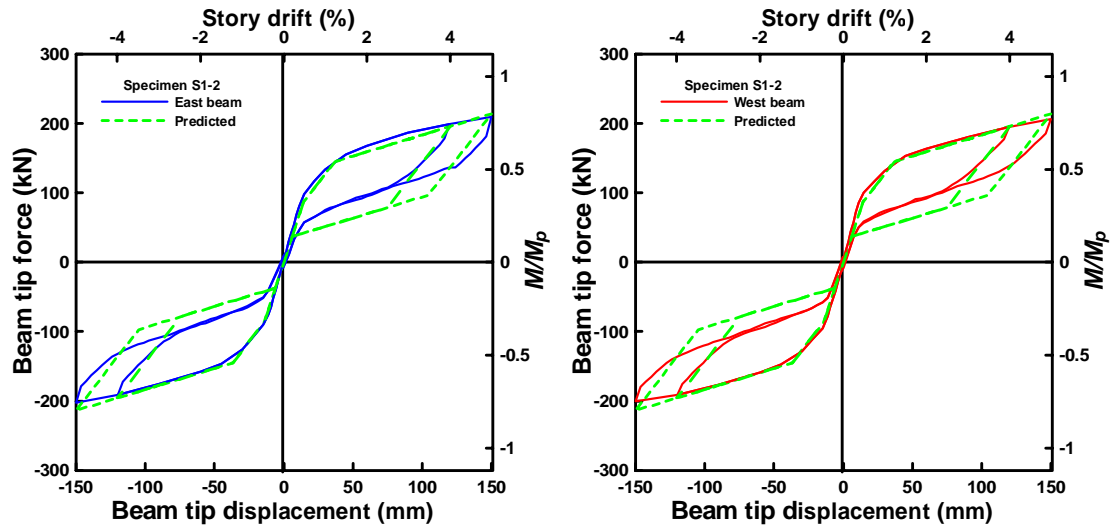 Story drift (%)
-4 -2 0 2 4
300
200
100
0
-100
-200
-300
Beam tip force (kN)
Specimen S1-2
East beam
Predicted
1
0.5
0
-0.5
-1
M/Mp
-150 -100 -50 0 50 100 150
Beam tip displacement (mm)
Story drift (%)
-4 -2 0 2 4
300
200
100
0
-100
-200
-300
Beam tip force (kN)
Specimen S1-2
West beam
Predicted
1
0.5
0
-0.5
-1
M/Mp
-150 -100 -50 0 50 100 150
Beam tip displacement (mm)